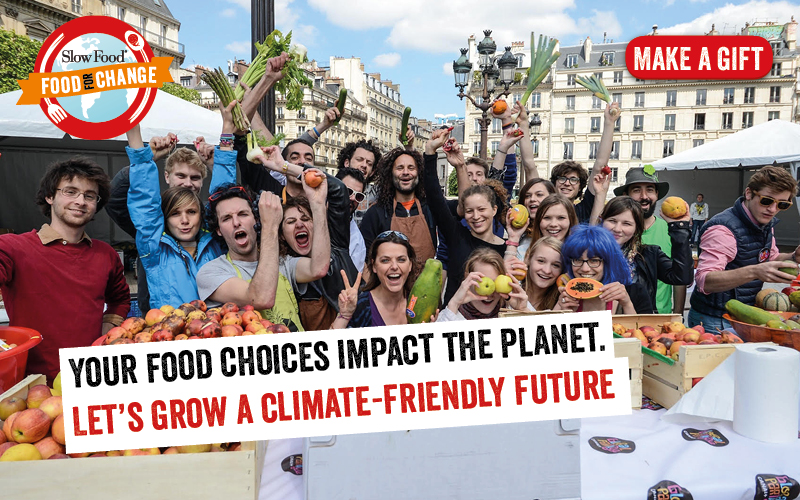 Slow Food®
FOOD FOR CHANGE
MAKE A GIFT
YOUR FOOD CHOICES IMPACT THE PLANET.
LET'S GROW A CLIMATE-FRIENDLY FUTURE